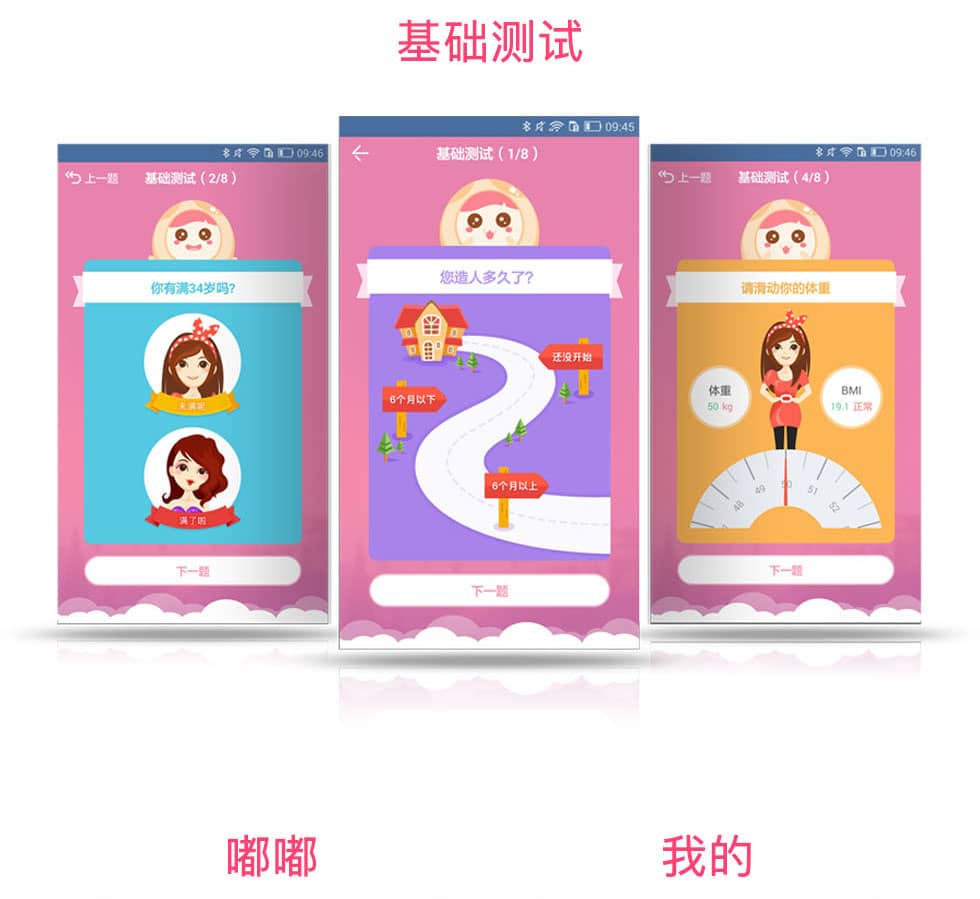 基础测试
09:46
上一题 基础测试（2/8）
你有满34岁吗?
未满呢
满了啦
下一题
09:45
基础测试（1/8）
您造人多久了?
还没开始
6个月以下
6个月以上
下一题
09:46
上一题 基础测试（4/8）
请滑动你的体重
体重
50 kg
BMI
19.1 正常
48 49 50 51 52
下一题
嘟嘟
我的